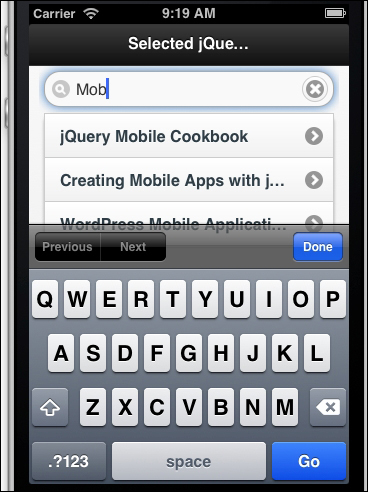 Carrier 9:19 AM
Selected jQue...
Mob
jQuery Mobile Cookbook
Creating Mobile Apps with j...
WordPress Mobile Applicati...
Previous Next Done
Q W E R T Y U I O P
A S D F G H J K L
Z X C V B N M
.?123 space Go